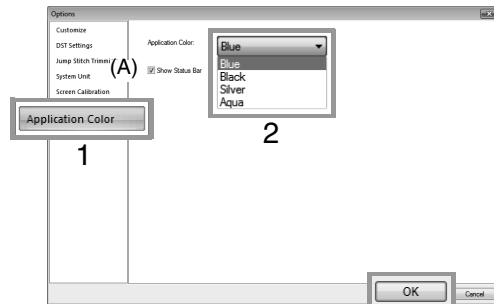 Options
Customize
DST Settings
Jump Stitch Trimmi
(A)
System Unit
Screen Calibration
Application Color
1
Application Color:
Blue
Blue
Black
Silver
Aqua
2
Show Status Bar
OK
Cancel